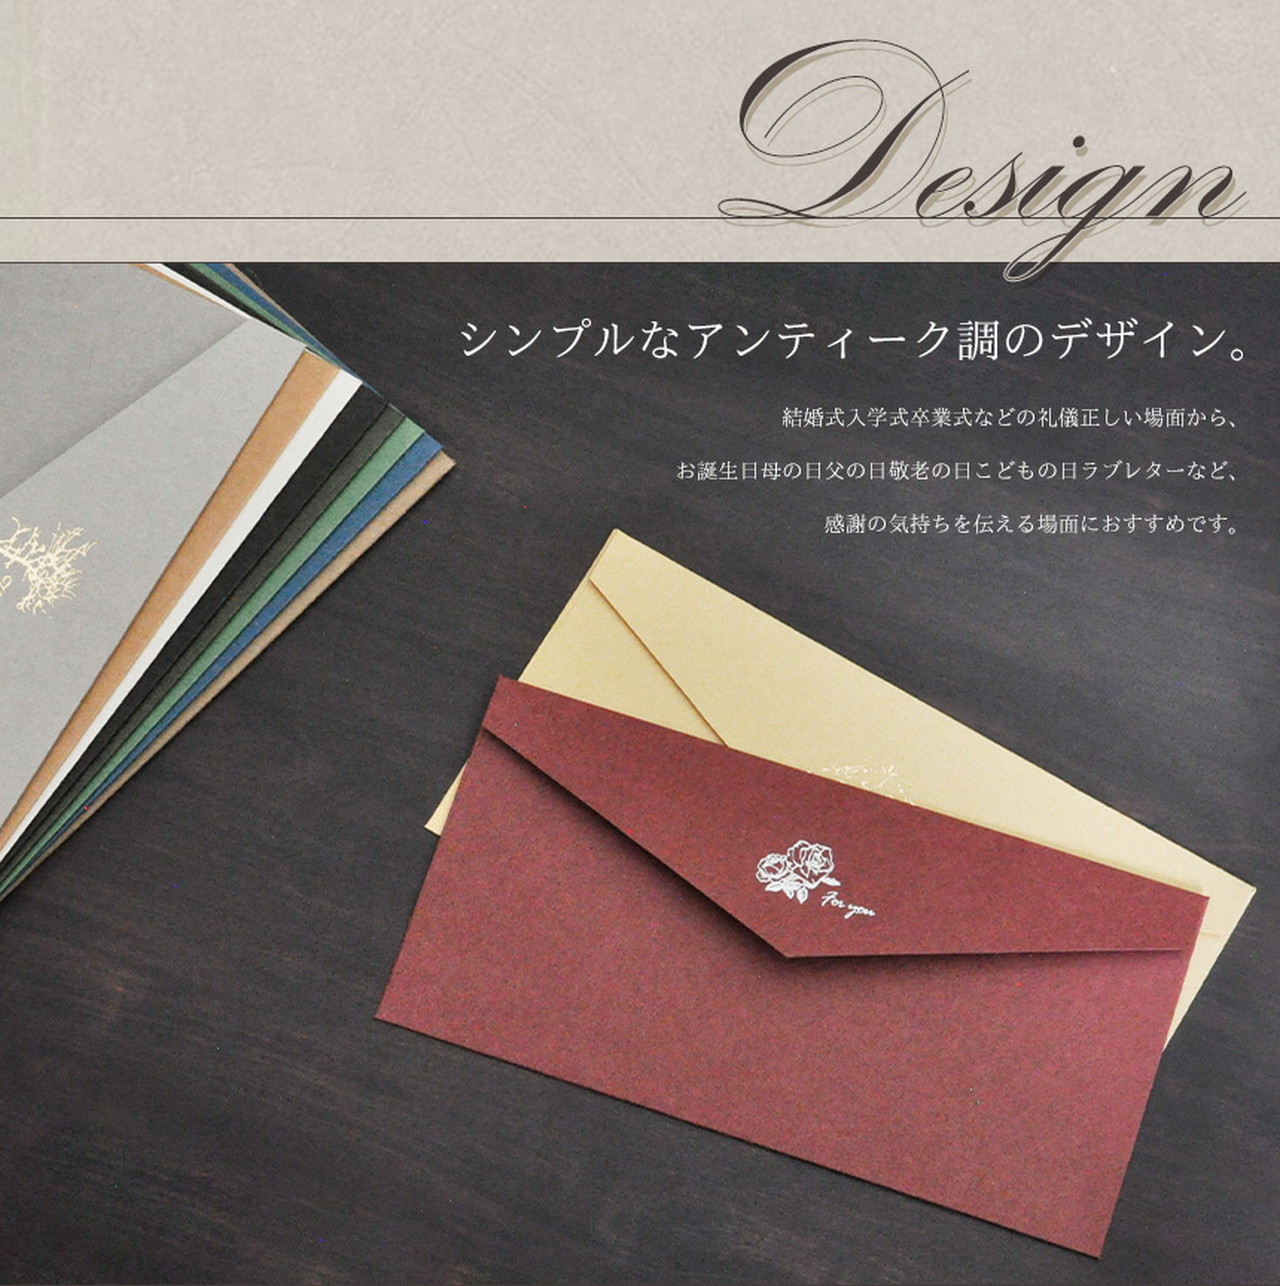 Design
シンプルなアンティーク調のデザイン。
結婚式入学式卒業式などの礼儀正しい場面から、
お誕生日母の日父の日敬老の日こどもの日ラブレターなど、
感謝の気持ちを伝える場面におすすめです。
For you